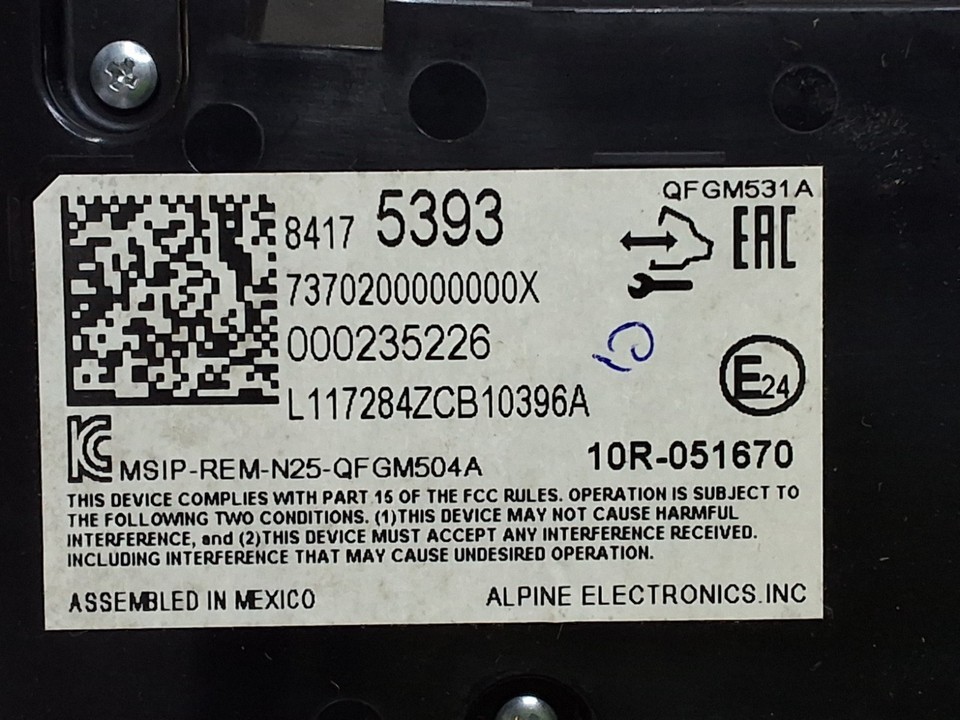 QFGM531A
8417 5393
EAC
7370200000000X
000235226
E24
L117284ZCB10396A
KC
MSIP-REM-N25-QFGM504A
10R-051670
THIS DEVICE COMPLIES WITH PART 15 OF THE FCC RULES. OPERATION IS SUBJECT TO
THE FOLLOWING TWO CONDITIONS. (1)THIS DEVICE MAY NOT CAUSE HARMFUL
INTERFERENCE, and (2)THIS DEVICE MUST ACCEPT ANY INTERFERENCE RECEIVED.
INCLUDING INTERFERENCE THAT MAY CAUSE UNDESIRED OPERATION.
ASSEMBLED IN MEXICO
ALPINE ELECTRONICS.INC